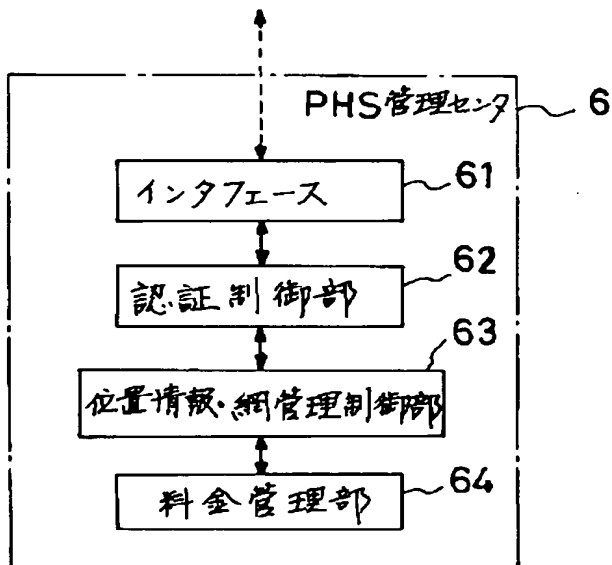 PHS管理センタ 6
インタフェース 61
認証制御部 62
63
位置情報・網管理制御部
料金管理部 64